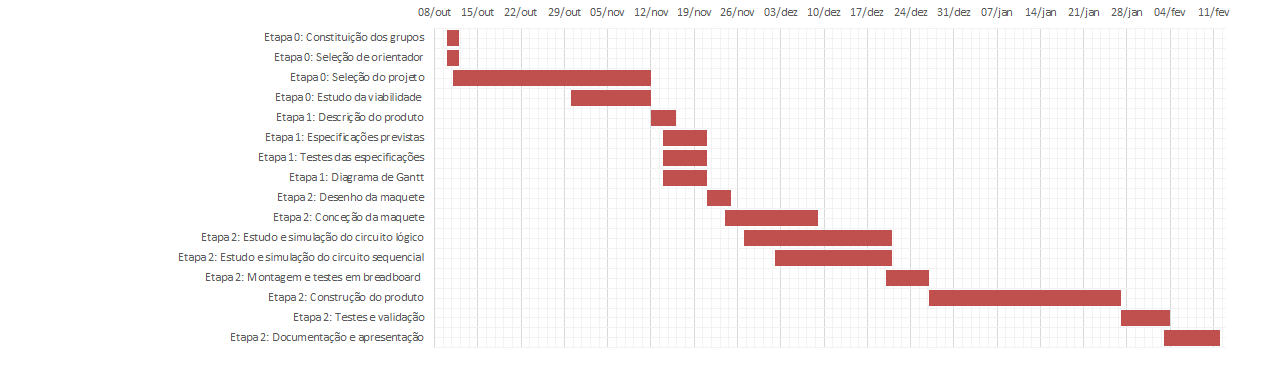 08/out 15/out 22/out 29/out 05/nov 12/nov 19/nov 26/nov 03/dez 10/dez 17/dez 24/dez 31/dez 07/jan 14/jan 21/jan 28/jan 04/fev 11/fev
Etapa 0: Constituição dos grupos
Etapa 0: Seleção de orientador
Etapa 0: Seleção do projeto
Etapa 0: Estudo da viabilidade
Etapa 1: Descrição do produto
Etapa 1: Especificações previstas
Etapa 1: Testes das especificações
Etapa 1: Diagrama de Gantt
Etapa 2: Desenho da maquete
Etapa 2: Conceção da maquete
Etapa 2: Estudo e simulação do circuito lógico
Etapa 2: Estudo e simulação do circuito sequencial
Etapa 2: Montagem e testes em breadboard
Etapa 2: Construção do produto
Etapa 2: Testes e validação
Etapa 2: Documentação e apresentação